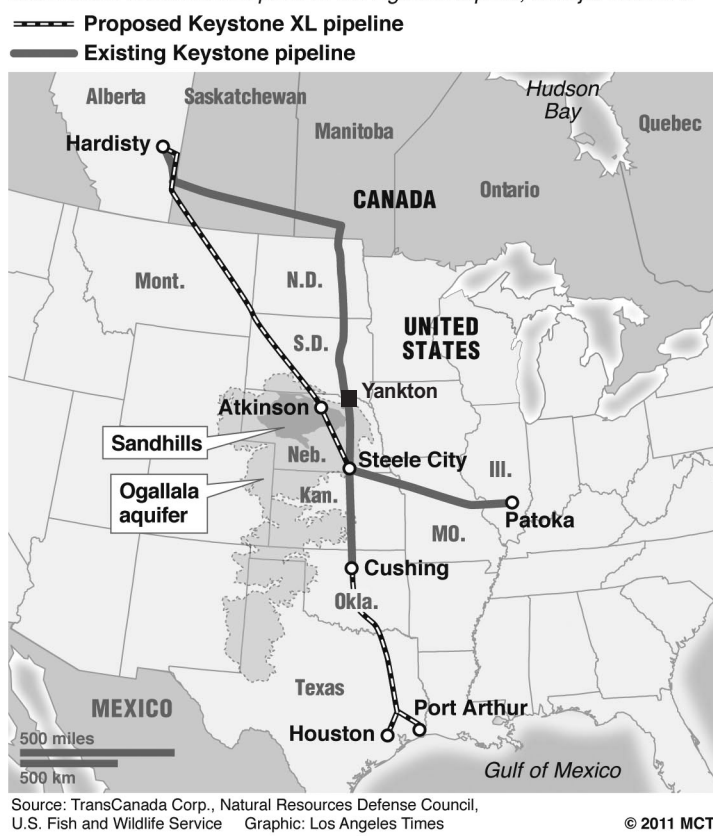 Proposed Keystone XL pipeline
Existing Keystone pipeline
Hudson
Bay
Alberta
Saskatchewan
Manitoba
Quebec
Hardisty
Ontario
CANADA
Mont.
N.D.
S.D.
UNITED
STATES
Yankton
Atkinson
Sandhills
Neb.
Steele City
Ill.
Ogallala
aquifer
Kan.
Patoka
MO.
Cushing
Okla.
Texas
MEXICO
Port Arthur
Houston
500 miles
500 km
Gulf of Mexico
Source: TransCanada Corp., Natural Resources Defense Council,
U.S. Fish and Wildlife Service Graphic: Los Angeles Times © 2011 MCT